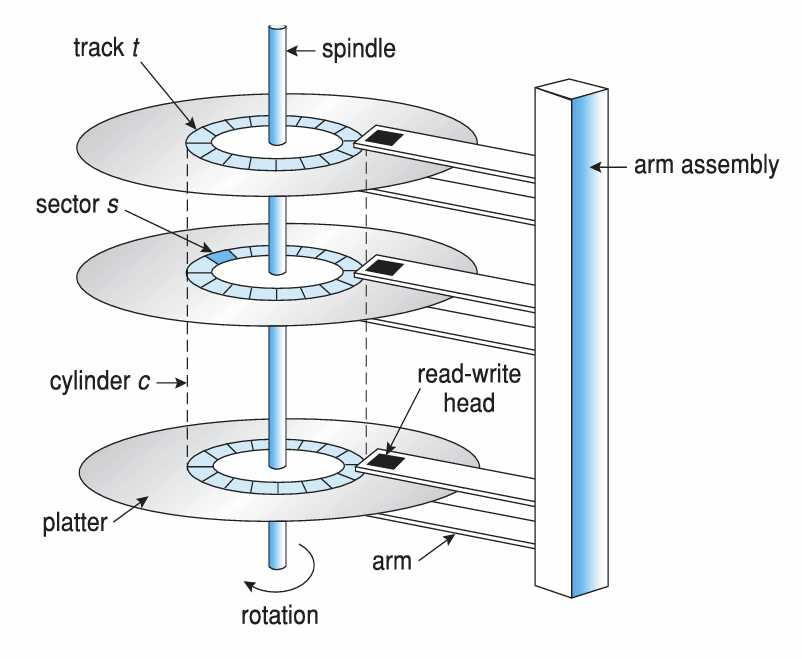 track t
spindle
arm assembly
sector s
cylinder c
read-write
head
platter
arm
rotation